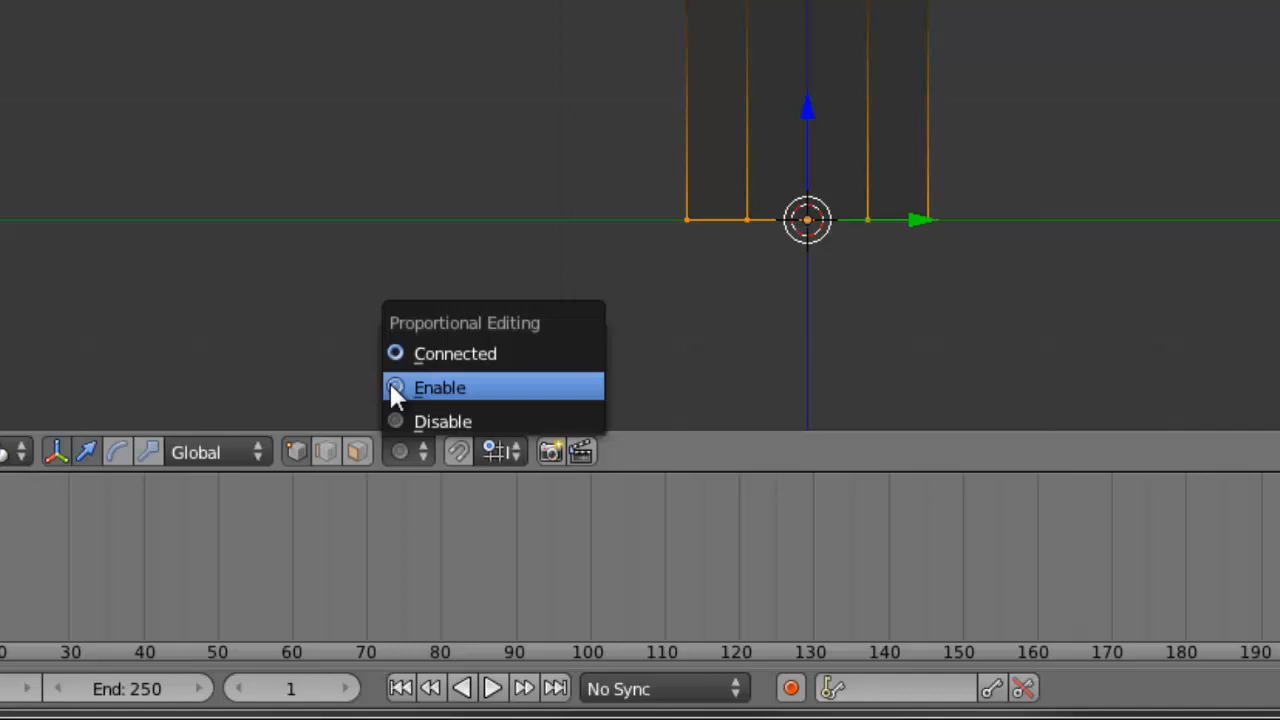 Proportional Editing
Connected
Enable
Disable
Global
0 30 40 50 60 70 80 90 100 110 120 130 140 150 160 170 180 190
End: 250 1 No Sync